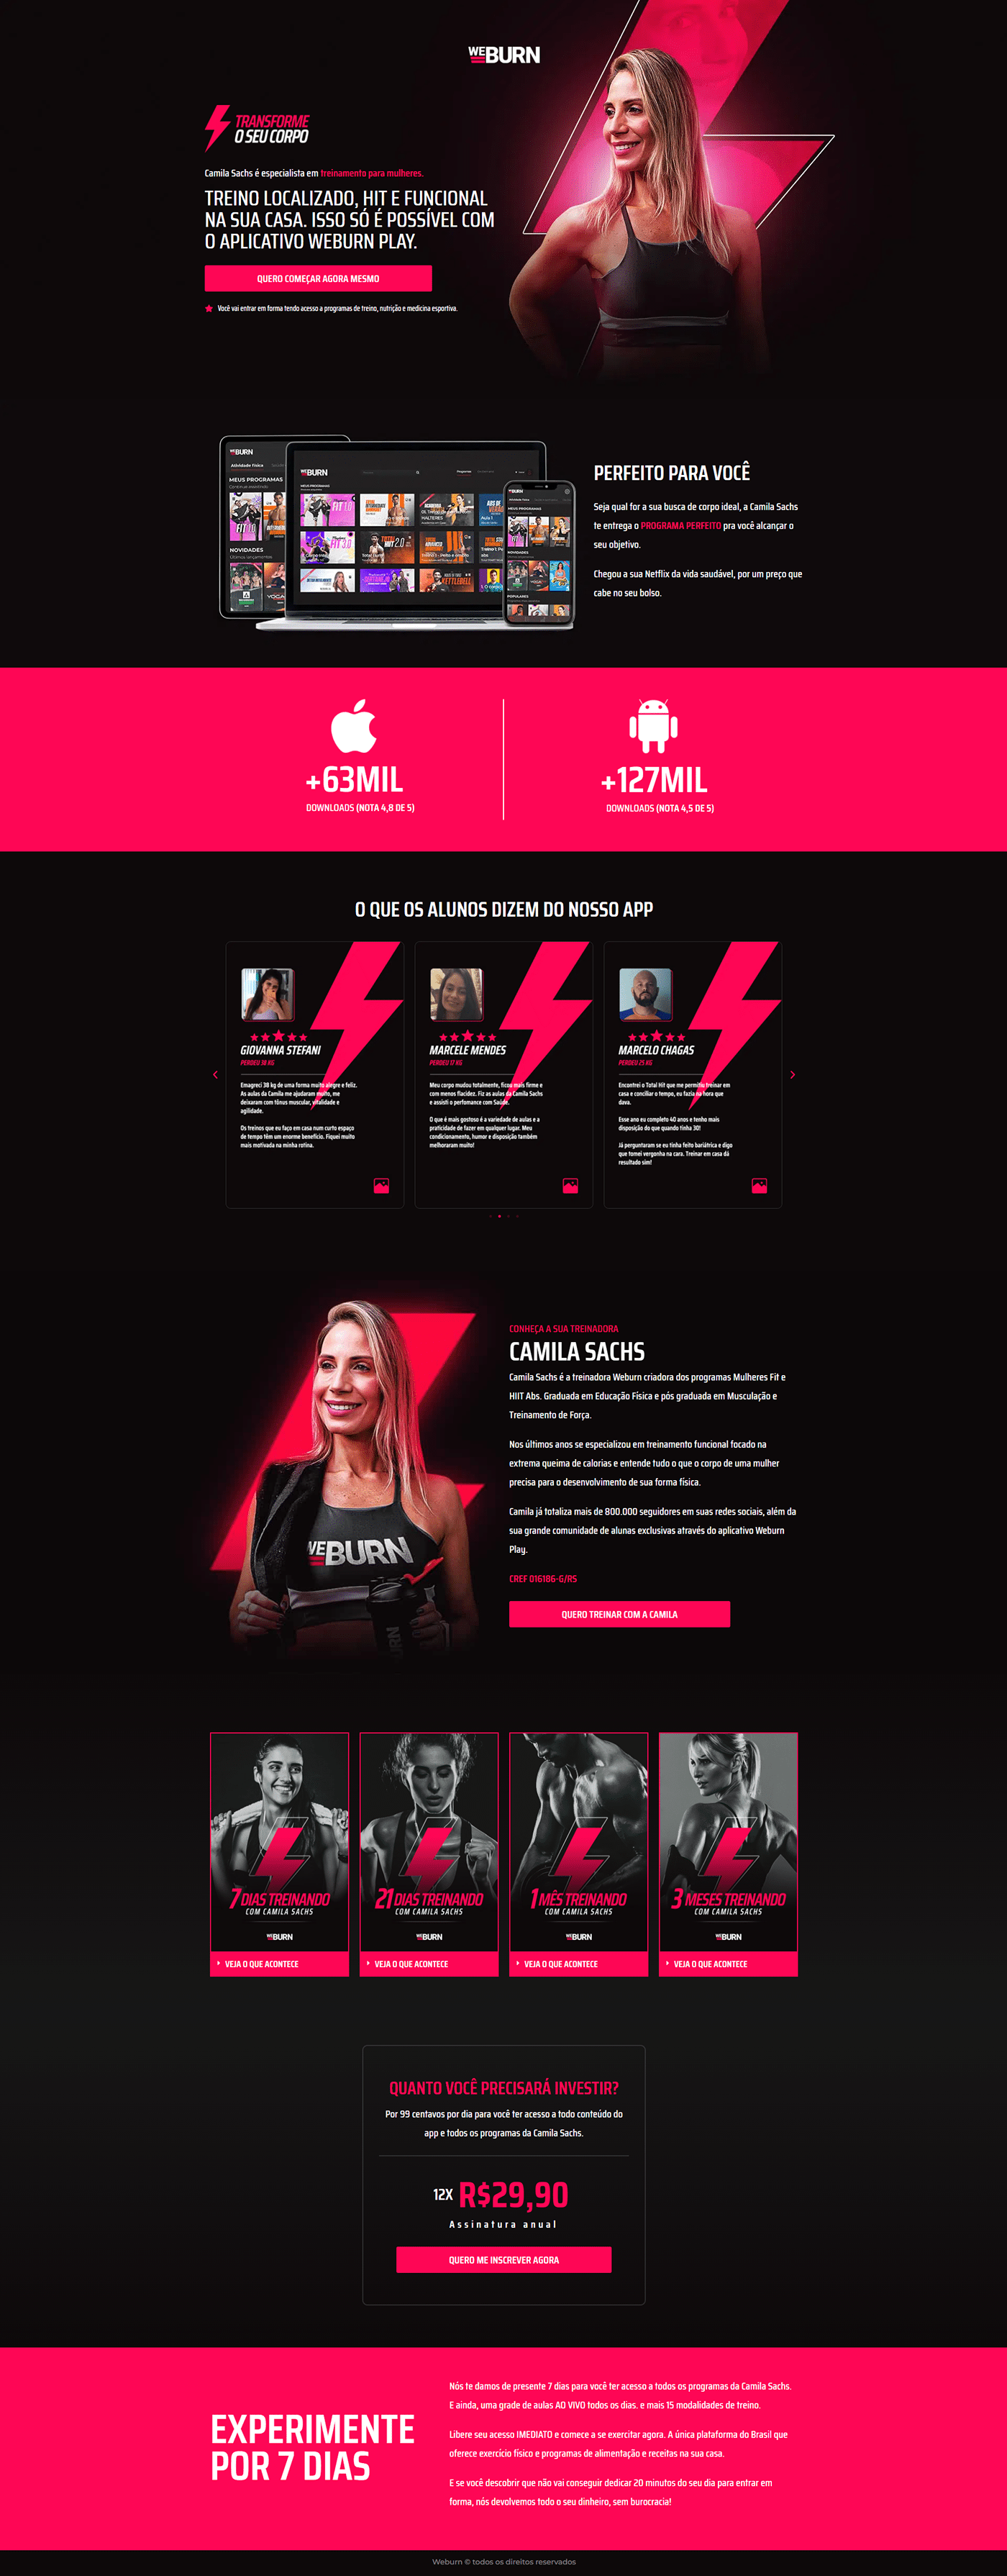 WEBURN
TRANSFORME
O SEU CORPO
Camila Sachs é especialista em treinamento para mulheres.
TREINO LOCALIZADO, HIT E FUNCIONAL
NA SUA CASA. ISSO SÓ É POSSÍVEL COM
O APLICATIVO WEBURN PLAY.
QUERO COMEÇAR AGORA MESMO
Você vai entrar em forma tendo acesso a programas de treino, nutrição e medicina esportiva.
WEBURN
Atividade Física
MEUS PROGRAMAS
FIT 1.0
NOVIDADES
YOGA
WEBURN
MEUS PROGRAMAS
FIT 1.0
FIT 3.0
KETTLEBELL
WEBURN
MEUS PROGRAMAS
NOVIDADES
POPULARES
PERFEITO PARA VOCÊ
Seja qual for a sua busca de corpo ideal, a Camila Sachs
te entrega o PROGRAMA PERFEITO pra você alcançar o
seu objetivo.
Chegou a sua Netflix da vida saudável, por um preço que
cabe no seu bolso.
+63MIL
DOWNLOADS (NOTA 4,8 DE 5)
+127MIL
DOWNLOADS (NOTA 4,5 DE 5)
O QUE OS ALUNOS DIZEM DO NOSSO APP
GIOVANNA STEFANI
PERDEU 38 KG
Emagreci 38 kg de uma forma muito alegre e feliz.
As aulas da Camila me ajudaram muito, me
deixaram com tônus muscular, vitalidade e
agilidade.
Os treinos que eu faço em casa num curto espaço
de tempo têm um enorme benefício. Fiquei muito
mais motivada na minha rotina.
MARCELE MENDES
PERDEU 17 KG
Meu corpo mudou totalmente, ficou mais firme e
com menos flacidez. Fiz as aulas da Camila Sachs
e assisti o perfomance com Saúde.
O que é mais gostoso é a variedade de aulas e a
praticidade de fazer em qualquer lugar. Meu
condicionamento, humor e disposição também
melhoraram muito!
MARCELO CHAGAS
PERDEU 25 KG
Encontrei o Total Hit que me permitiu treinar em
casa e conciliar o tempo, eu fazia na hora que
dava.
Esse ano eu completo 40 anos e tenho mais
disposição do que quando tinha 30!
Já perguntaram se eu tinha feito bariátrica e digo
que tomei vergonha na cara. Treinar em casa dá
resultado sim!
WEBURN
CONHEÇA A SUA TREINADORA
CAMILA SACHS
Camila Sachs é a treinadora Weburn criadora dos programas Mulheres Fit e
HIIT Abs. Graduada em Educação Física e pós graduada em Musculação e
Treinamento de Força.
Nos últimos anos se especializou em treinamento funcional focado na
extrema queima de calorias e entende tudo o que o corpo de uma mulher
precisa para o desenvolvimento de sua forma física.
Camila já totaliza mais de 800.000 seguidores em suas redes sociais, além da
sua grande comunidade de alunas exclusivas através do aplicativo Weburn
Play.
CREF 016186-G/RS
QUERO TREINAR COM A CAMILA
7 DIAS TREINANDO
COM CAMILA SACHS
WEBURN
VEJA O QUE ACONTECE
21 DIAS TREINANDO
COM CAMILA SACHS
WEBURN
VEJA O QUE ACONTECE
1 MÊS TREINANDO
COM CAMILA SACHS
WEBURN
VEJA O QUE ACONTECE
3 MESES TREINANDO
COM CAMILA SACHS
WEBURN
VEJA O QUE ACONTECE
QUANTO VOCÊ PRECISARÁ INVESTIR?
Por 99 centavos por dia para você ter acesso a todo conteúdo do
app e todos os programas da Camila Sachs.
12X R$29,90
Assinatura anual
QUERO ME INSCREVER AGORA
EXPERIMENTE
POR 7 DIAS
Nós te damos de presente 7 dias para você ter acesso a todos os programas da Camila Sachs.
E ainda, uma grade de aulas AO VIVO todos os dias. e mais 15 modalidades de treino.
Libere seu acesso IMEDIATO e comece a se exercitar agora. A única plataforma do Brasil que
oferece exercício físico e programas de alimentação e receitas na sua casa.
E se você descobrir que não vai conseguir dedicar 20 minutos do seu dia para entrar em
forma, nós devolvemos todo o seu dinheiro, sem burocracia!
Weburn © todos os direitos reservados